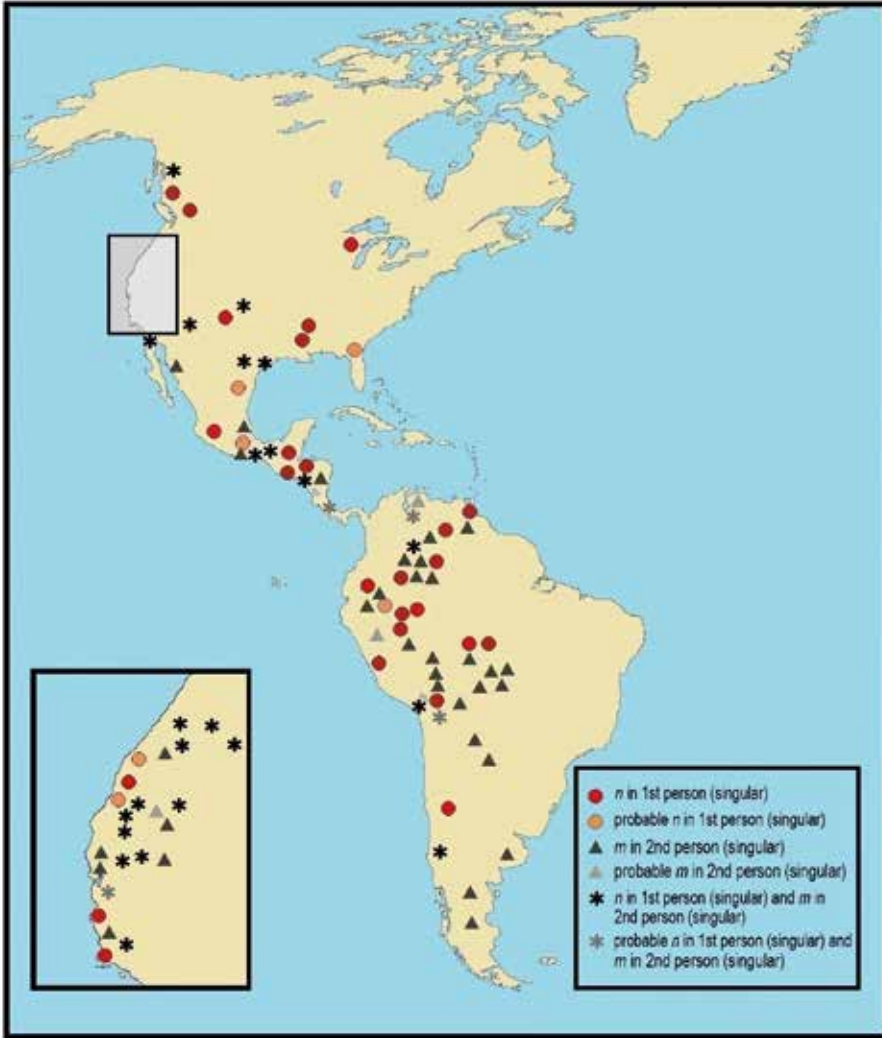 n in 1st person (singular)
probable n in 1st person (singular)
m in 2nd person (singular)
probable m in 2nd person (singular)
n in 1st person (singular) and m in
2nd person (singular)
probable n in 1st person (singular) and
m in 2nd person (singular)